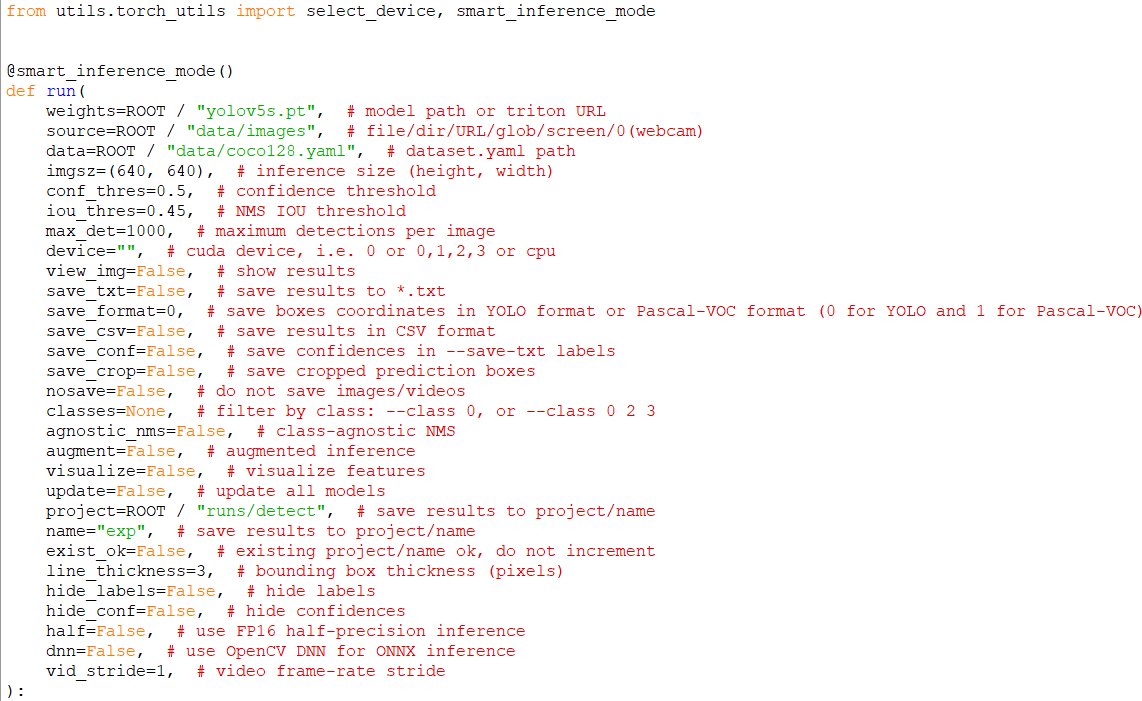 from utils.torch_utils import select_device, smart_inference_mode
@smart_inference_mode()
def run(
    weights=ROOT / "yolov5s.pt",  # model path or triton URL
    source=ROOT / "data/images",  # file/dir/URL/glob/screen/0(webcam)
    data=ROOT / "data/coco128.yaml",  # dataset.yaml path
    imgsz=(640, 640),  # inference size (height, width)
    conf_thres=0.5,  # confidence threshold
    iou_thres=0.45,  # NMS IOU threshold
    max_det=1000,  # maximum detections per image
    device="",  # cuda device, i.e. 0 or 0,1,2,3 or cpu
    view_img=False,  # show results
    save_txt=False,  # save results to *.txt
    save_format=0,  # save boxes coordinates in YOLO format or Pascal-VOC format (0 for YOLO and 1 for Pascal-VOC)
    save_csv=False,  # save results in CSV format
    save_conf=False,  # save confidences in --save-txt labels
    save_crop=False,  # save cropped prediction boxes
    nosave=False,  # do not save images/videos
    classes=None,  # filter by class: --class 0, or --class 0 2 3
    agnostic_nms=False,  # class-agnostic NMS
    augment=False,  # augmented inference
    visualize=False,  # visualize features
    update=False,  # update all models
    project=ROOT / "runs/detect",  # save results to project/name
    name="exp",  # save results to project/name
    exist_ok=False,  # existing project/name ok, do not increment
    line_thickness=3,  # bounding box thickness (pixels)
    hide_labels=False,  # hide labels
    hide_conf=False,  # hide confidences
    half=False,  # use FP16 half-precision inference
    dnn=False,  # use OpenCV DNN for ONNX inference
    vid_stride=1,  # video frame-rate stride
):